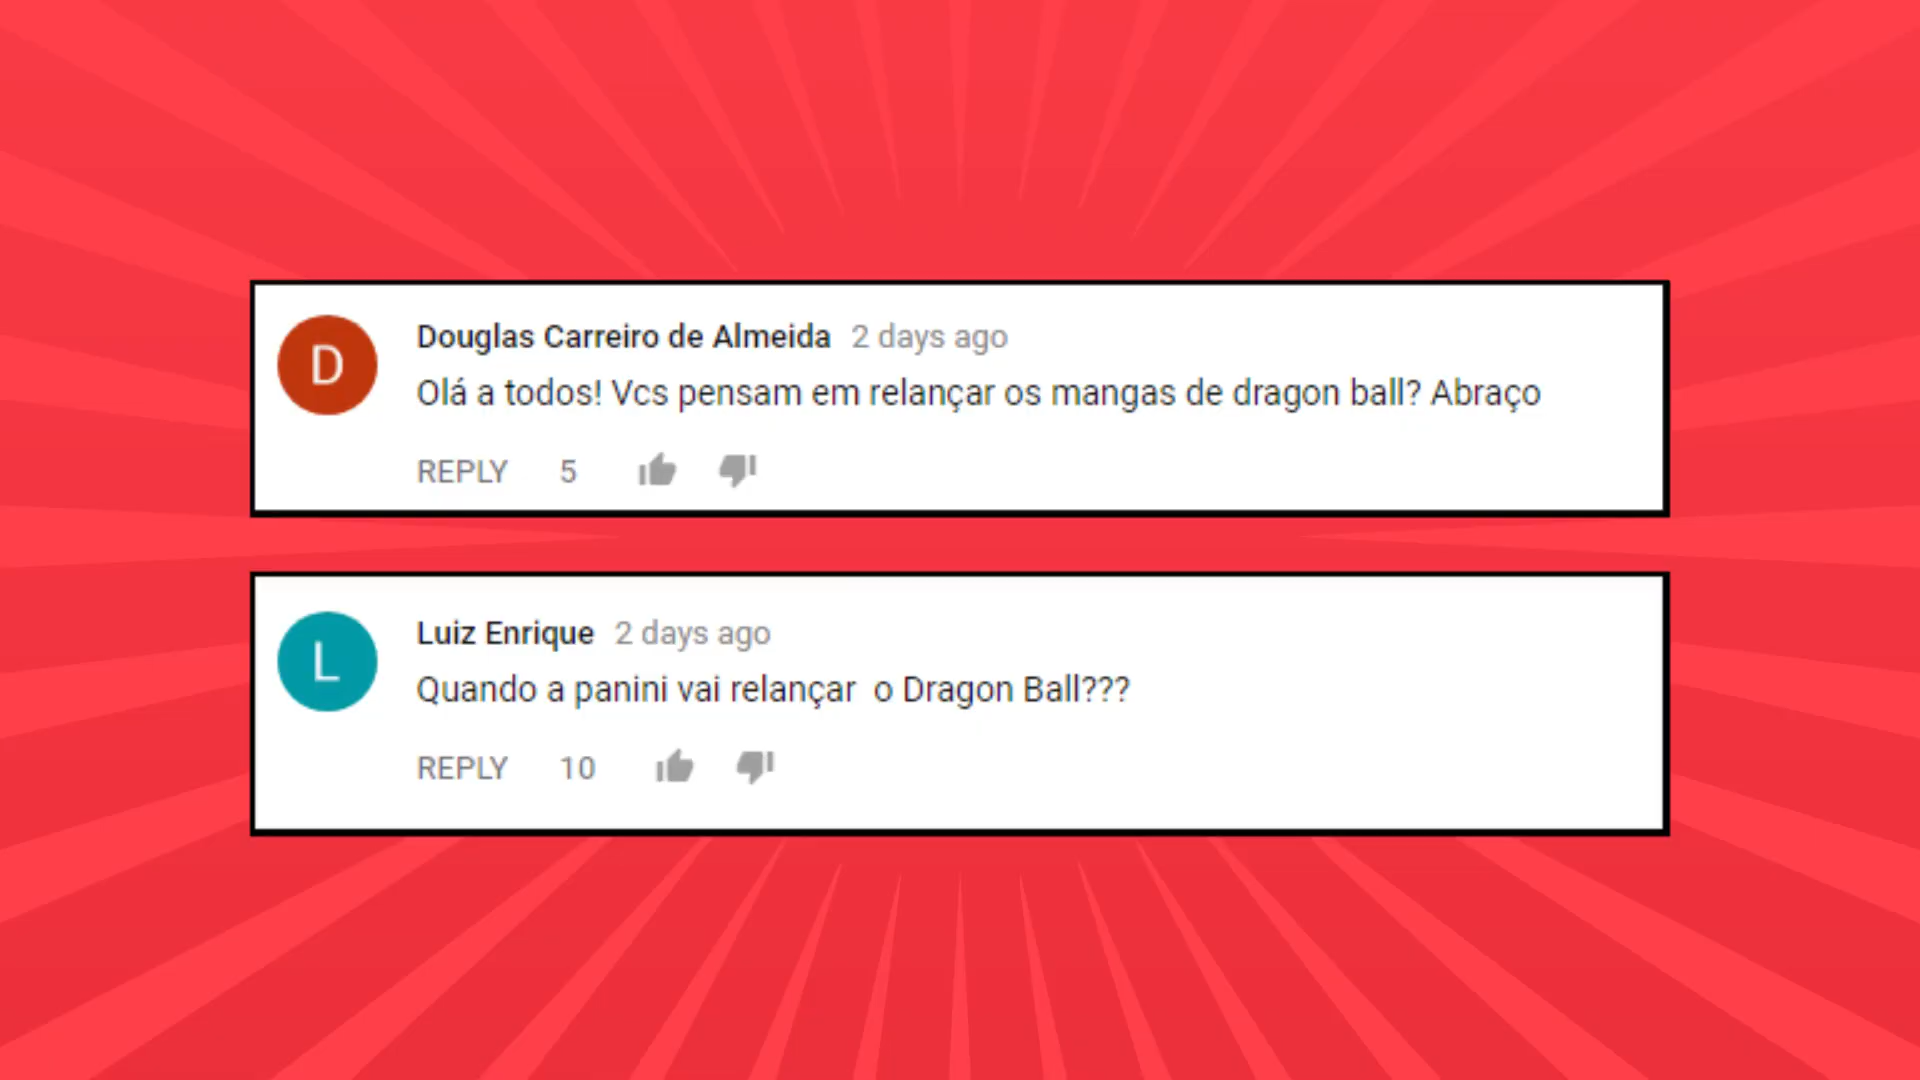 D
Douglas Carreiro de Almeida 2 days ago
Olá a todos! Vcs pensam em relançar os mangas de dragon ball? Abraço
REPLY 5
L
Luiz Enrique 2 days ago
Quando a panini vai relançar  o Dragon Ball???
REPLY 10